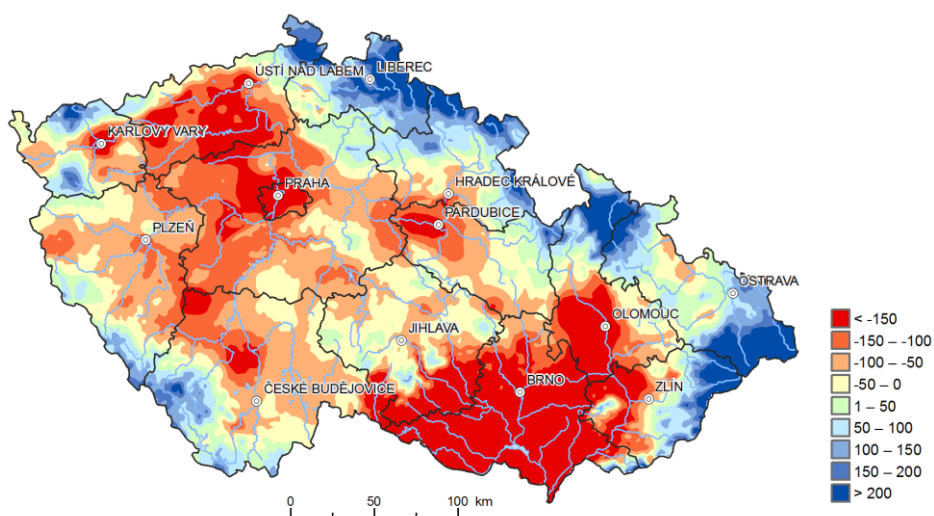 ÚSTÍ NAD LABEM
LIBEREC
KARLOVY VARY
PRAHA
HRADEC KRÁLOVÉ
PARDUBICE
PLZEŇ
OSTRAVA
OLOMOUC
JIHLAVA
BRNO
ZLÍN
ČESKÉ BUDĚJOVICE
< -150
-150 – -100
-100 – -50
-50 – 0
1 – 50
50 – 100
100 – 150
150 – 200
> 200
0 50 100 km